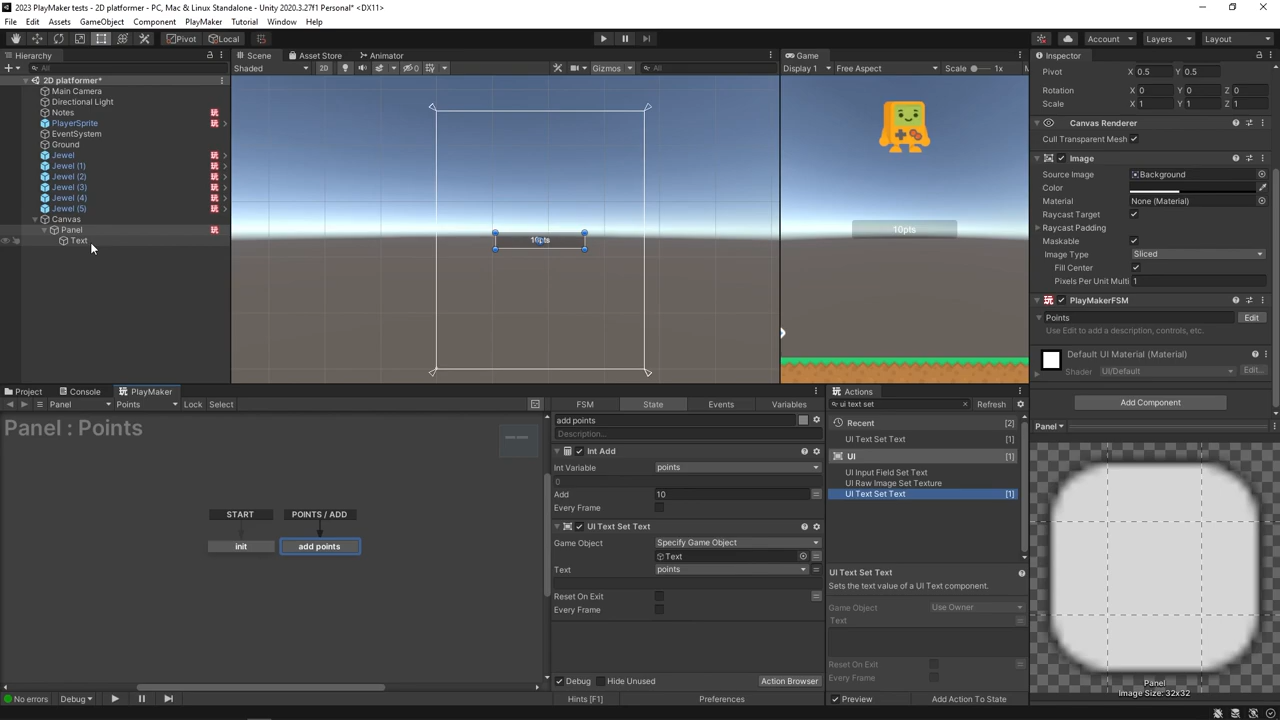 2023 PlayMaker tests - 2D platformer - PC, Mac & Linux Standalone - Unity 2020.3.27f1 Personal* <DX11>
File Edit Assets GameObject Component PlayMaker Tutorial Window Help
Pivot Local Account Layers Layout
Hierarchy Scene Asset Store Animator Game Inspector
All Shaded 2D 0 Gizmos All Display 1 Free Aspect Scale 1x
Pivot X 0.5 Y 0.5
2D platformer*
Rotation X 0 Y 0 Z 0
Main Camera
Scale X 1 Y 1 Z 1
Directional Light
Notes
PlayerSprite
Canvas Renderer
EventSystem
Cull Transparent Mesh
Ground
Jewel
Image
Jewel (1)
Source Image Background
Jewel (2)
Color
Jewel (3)
Material None (Material)
Jewel (4)
Raycast Target
Jewel (5)
Raycast Padding
Canvas
Maskable
Panel
Image Type Sliced
Text
Fill Center
10pts
10pts
Pixels Per Unit Multi 1
PlayMakerFSM
Points Edit
Use Edit to add a description, controls, etc.
Default UI Material (Material)
Shader UI/Default Edit...
Add Component
Project Console PlayMaker Actions
Panel Points Lock Select FSM State Events Variables ui text set Refresh
Panel : Points
add points
Description...
Int Add
Int Variable points
0
Add 10
Every Frame
UI Text Set Text
Game Object Specify Game Object
Text
Text points
Reset On Exit
Every Frame
START POINTS / ADD
init add points
Recent [2]
UI Text Set Text [1]
UI [1]
UI Input Field Set Text
UI Raw Image Set Texture
UI Text Set Text [1]
UI Text Set Text
Sets the text value of a UI Text component.
Game Object Use Owner
Text
Reset On Exit
Every Frame
Panel
Panel
Image Size: 32x32
Debug Hide Unused Action Browser
No errors Debug Hints [F1] Preferences Preview Add Action To State